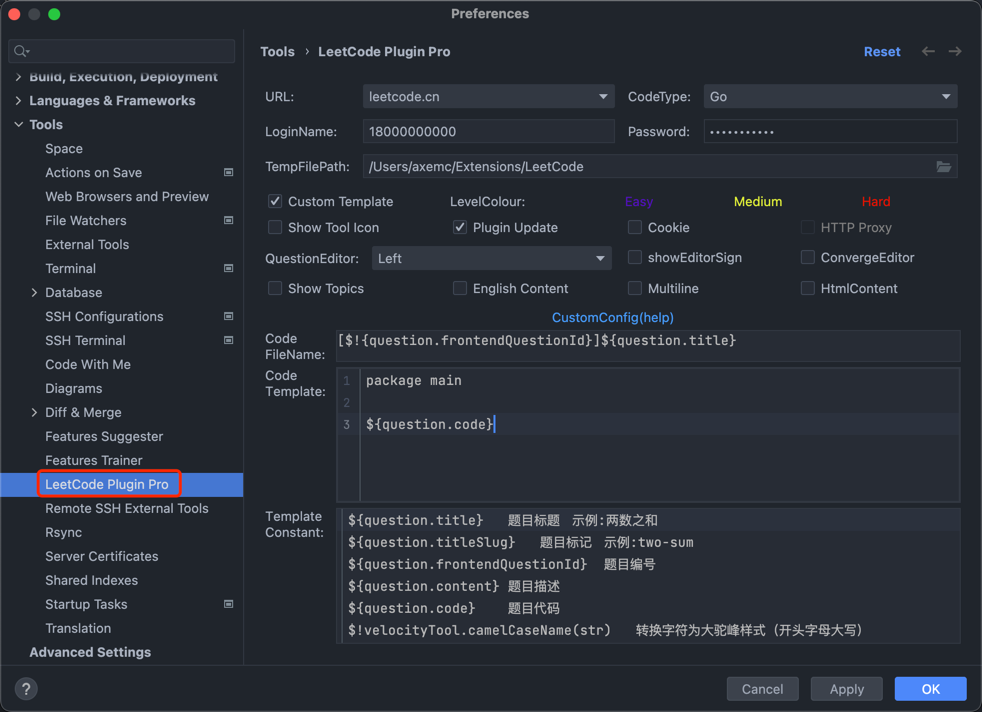 Preferences
Build, Execution, Deployment
Languages & Frameworks
Tools
Space
Actions on Save
Web Browsers and Preview
File Watchers
External Tools
Terminal
Database
SSH Configurations
SSH Terminal
Code With Me
Diagrams
Diff & Merge
Features Suggester
Features Trainer
LeetCode Plugin Pro
Remote SSH External Tools
Rsync
Server Certificates
Shared Indexes
Startup Tasks
Translation
Advanced Settings
Tools › LeetCode Plugin Pro Reset ← →
URL: leetcode.cn CodeType: Go
LoginName: 18000000000 Password: •••••••••••
TempFilePath: /Users/axemc/Extensions/LeetCode
Custom Template LevelColour: Easy Medium Hard
Show Tool Icon Plugin Update Cookie HTTP Proxy
QuestionEditor: Left showEditorSign ConvergeEditor
Show Topics English Content Multiline HtmlContent
CustomConfig(help)
Code
FileName:
[$!{question.frontendQuestionId}]${question.title}
Code
Template:
1 package main
2
3 ${question.code}
Template
Constant:
${question.title} 题目标题 示例:两数之和
${question.titleSlug} 题目标记 示例:two-sum
${question.frontendQuestionId} 题目编号
${question.content} 题目描述
${question.code} 题目代码
$!velocityTool.camelCaseName(str) 转换字符为大驼峰样式（开头字母大写）
? Cancel Apply OK